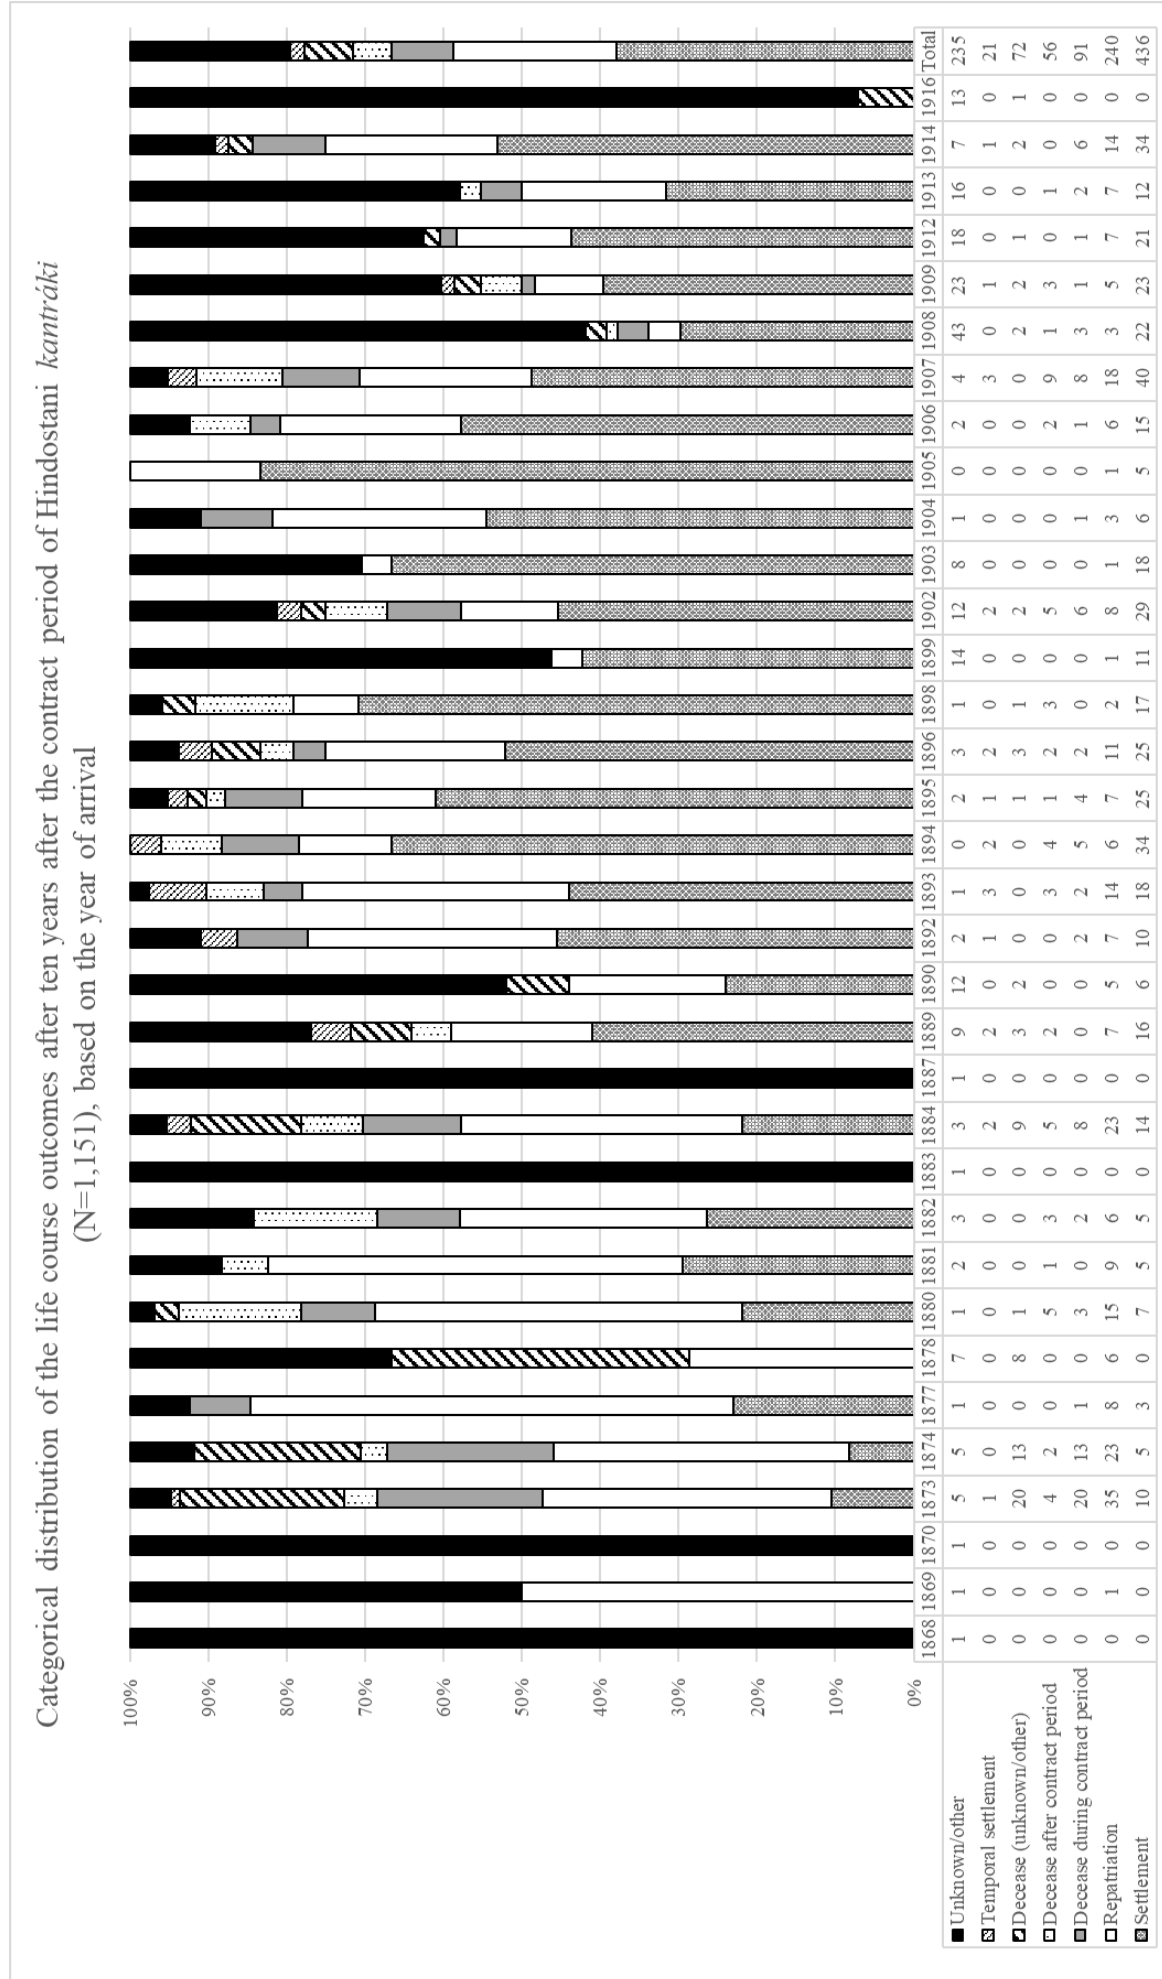 Categorical distribution of the life course outcomes after ten years after the contract period of Hindostani kantráki
(N=1,151), based on the year of arrival
100%
90%
80%
70%
60%
50%
40%
30%
20%
10%
0%
1868 1869 1870 1873 1874 1877 1878 1880 1881 1882 1883 1884 1887 1889 1890 1892 1893 1894 1895 1896 1898 1899 1902 1903 1904 1905 1906 1907 1908 1909 1912 1913 1914 1916 Total
Unknown/other 1 1 1 5 5 1 7 1 2 3 1 3 1 9 12 2 1 0 2 3 1 14 12 8 1 0 2 4 43 23 18 16 7 13 235
Temporal settlement 0 0 0 1 0 0 0 0 0 0 0 2 0 2 0 1 3 2 1 2 0 0 2 0 0 0 0 3 0 1 0 0 1 0 21
Decease (unknown/other) 0 0 0 20 13 0 8 1 0 0 0 9 0 3 2 0 0 0 1 3 1 0 2 0 0 0 0 0 2 2 1 0 2 1 72
Decease after contract period 0 0 0 4 2 0 0 5 1 3 0 5 0 2 0 0 3 4 1 2 3 0 5 0 0 0 2 9 1 3 0 1 0 0 56
Decease during contract period 0 0 0 20 13 1 0 3 0 2 0 8 0 0 0 2 2 5 4 2 0 0 6 0 1 0 1 8 3 1 1 2 6 0 91
Repatriation 0 1 0 35 23 8 6 15 9 6 0 23 0 7 5 7 14 6 7 11 2 1 8 1 3 1 6 18 3 5 7 7 14 0 240
Settlement 0 0 0 10 5 3 0 7 5 5 0 14 0 16 6 10 18 34 25 25 17 11 29 18 6 5 15 40 22 23 21 12 34 0 436